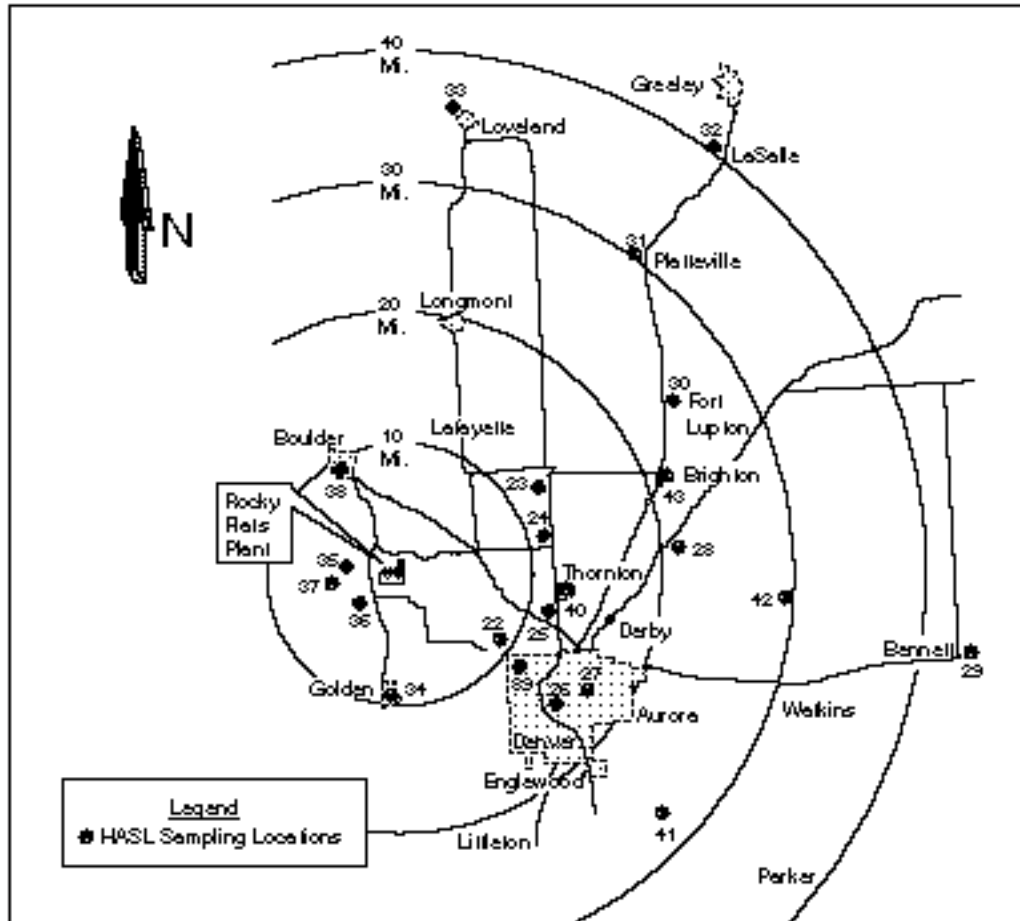 40
Mi.
Greeley
33
Loveland
32
LaSalle
30
Mi.
N
31
Platteville
Longmont
20
Mi.
30
Fort
Lupton
Lafayette
Boulder
10
Mi.
38
23
Brighton
43
Rocky
Flats
Plant
24
28
35
37
36
Thornton
40
25
42
22
Derby
Bennett
29
39
27
26
Golden
34
Aurora
Watkins
Denver
Englewood
Legend
HASL Sampling Locations
Littleton
41
Parker